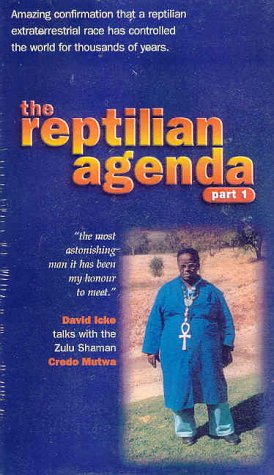 Amazing confirmation that a reptilian
extraterrestrial race has controlled
the world for thousands of years.
the
reptilian
agenda
part 1
"the most
astonishing
man it has been
my honour
to meet."
David Icke
talks with the
Zulu Shaman
Credo Mutwa